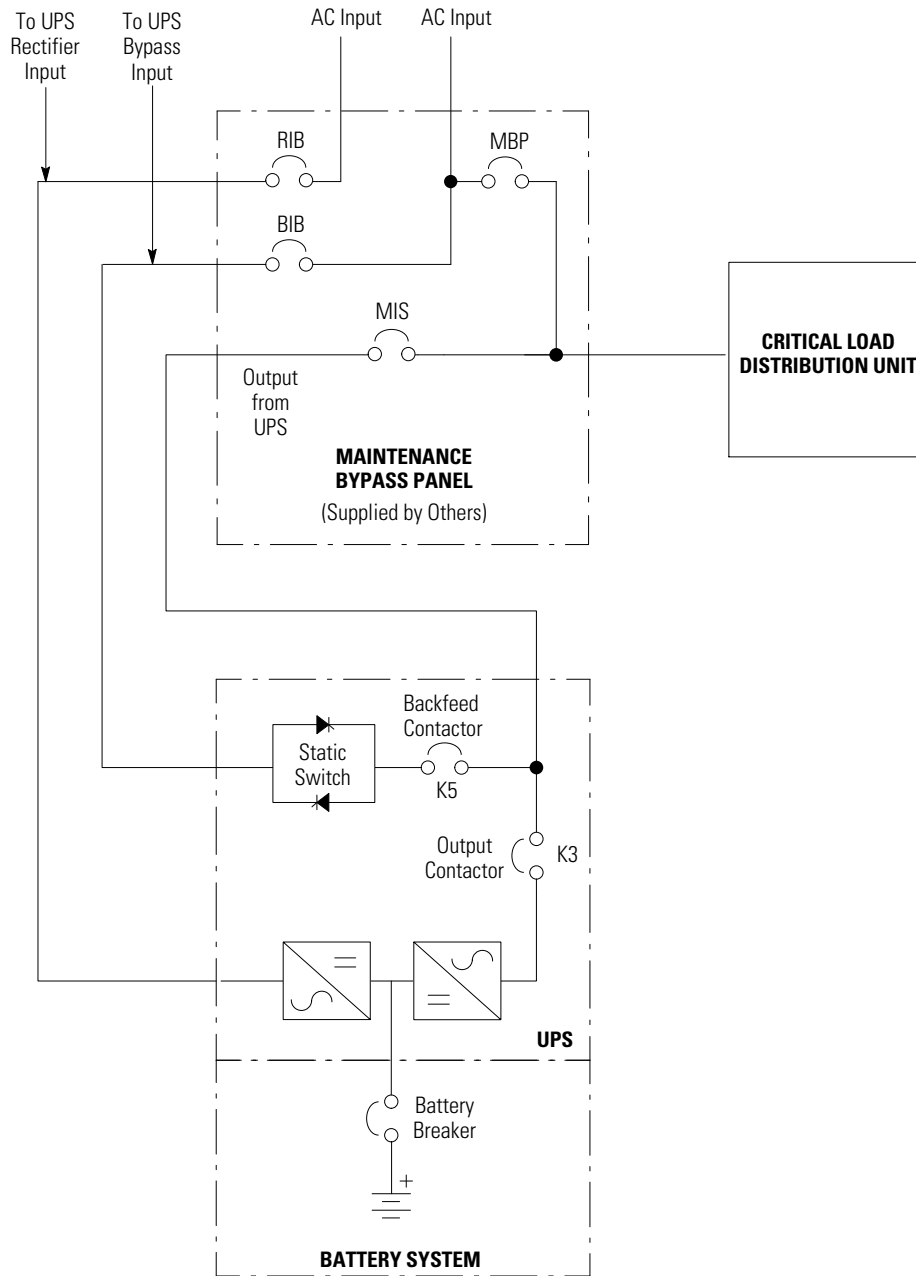 To UPS
Rectifier
Input
To UPS
Bypass
Input
AC Input
AC Input
RIB
MBP
BIB
MIS
Output
from
UPS
CRITICAL LOAD
DISTRIBUTION UNIT
MAINTENANCE
BYPASS PANEL
(Supplied by Others)
Backfeed
Contactor
Static
Switch
K5
Output
Contactor
K3
UPS
Battery
Breaker
+
BATTERY SYSTEM